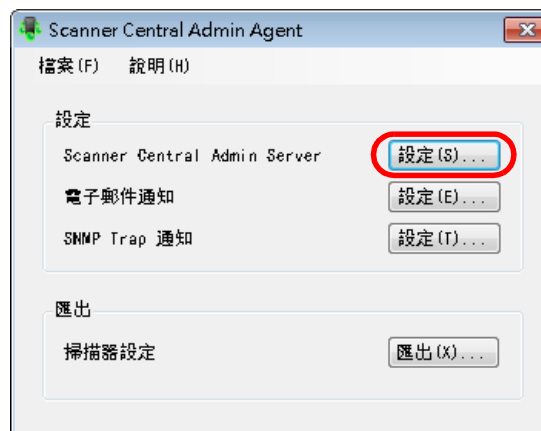 Scanner Central Admin Agent
檔案(F) 說明(H)
設定
Scanner Central Admin Server 設定(S)...
電子郵件通知 設定(E)...
SNMP Trap 通知 設定(T)...
匯出
掃描器設定 匯出(X)...